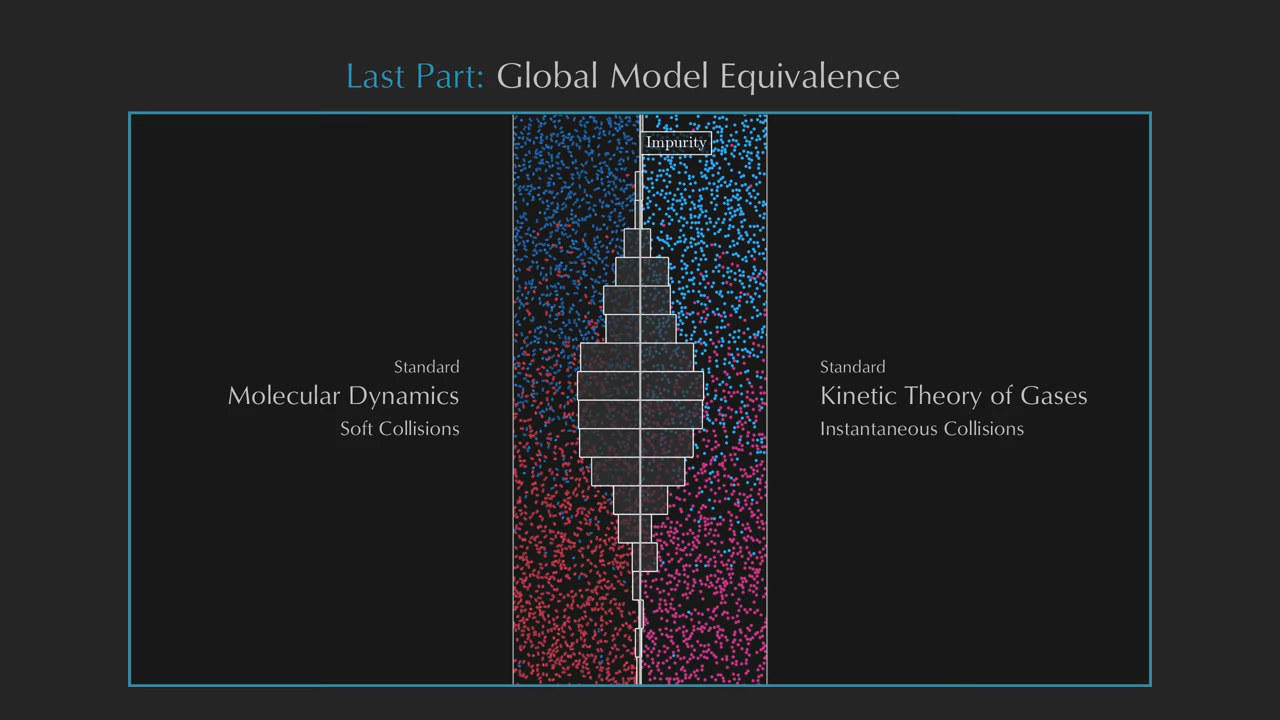 Last Part: Global Model Equivalence
Impurity
Standard
Molecular Dynamics
Soft Collisions
Standard
Kinetic Theory of Gases
Instantaneous Collisions